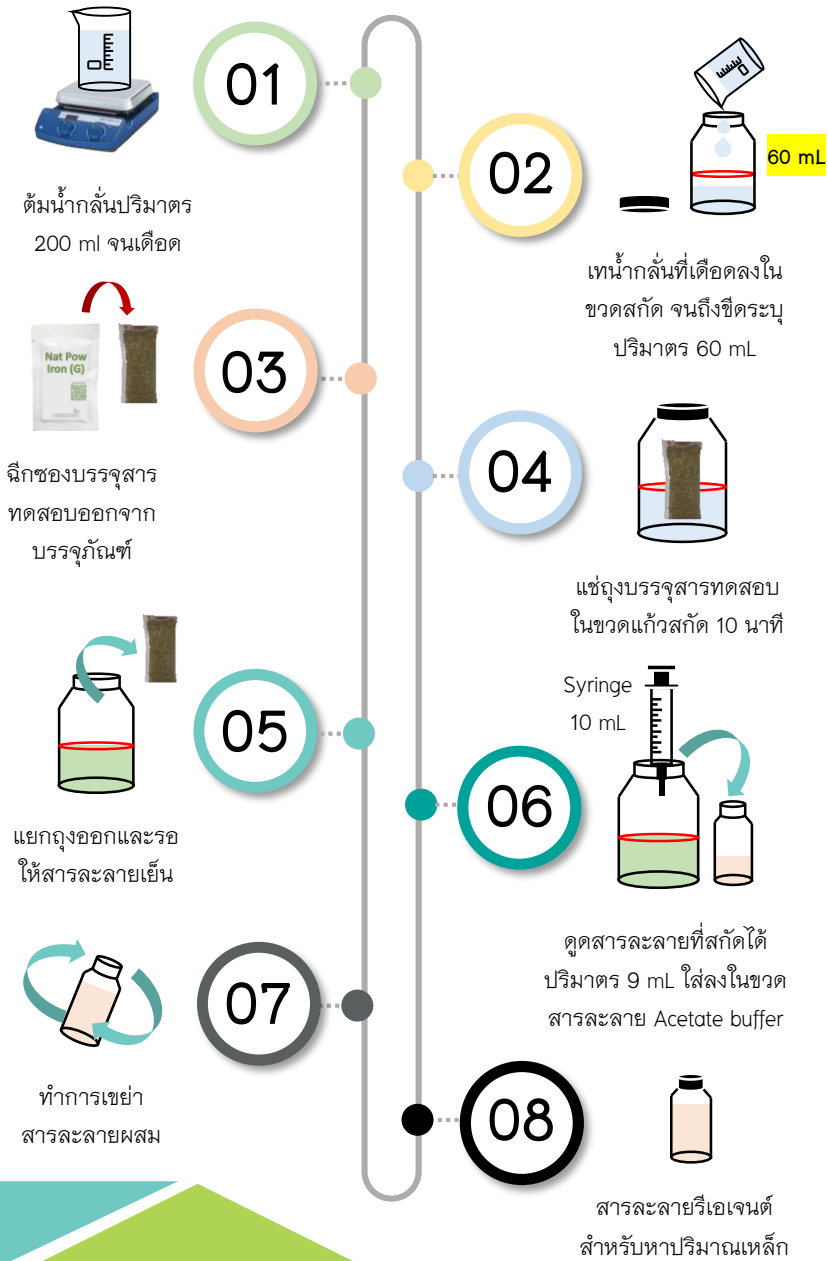 01
ต้มน้ำกลั่นปริมาตร
200 ml จนเดือด
02
60 mL
เทน้ำกลั่นที่เดือดลงใน
ขวดสกัด จนถึงขีดระบุ
ปริมาตร 60 mL
Nat Pow
Iron (G)
03
ฉีกซองบรรจุสาร
ทดสอบออกจาก
บรรจุภัณฑ์
04
แช่ถุงบรรจุสารทดสอบ
ในขวดแก้วสกัด 10 นาที
05
แยกถุงออกและรอ
ให้สารละลายเย็น
Syringe
10 mL
06
ดูดสารละลายที่สกัดได้
ปริมาตร 9 mL ใส่ลงในขวด
สารละลาย Acetate buffer
07
ทำการเขย่า
สารละลายผสม
08
สารละลายรีเอเจนต์
สำหรับหาปริมาณเหล็ก